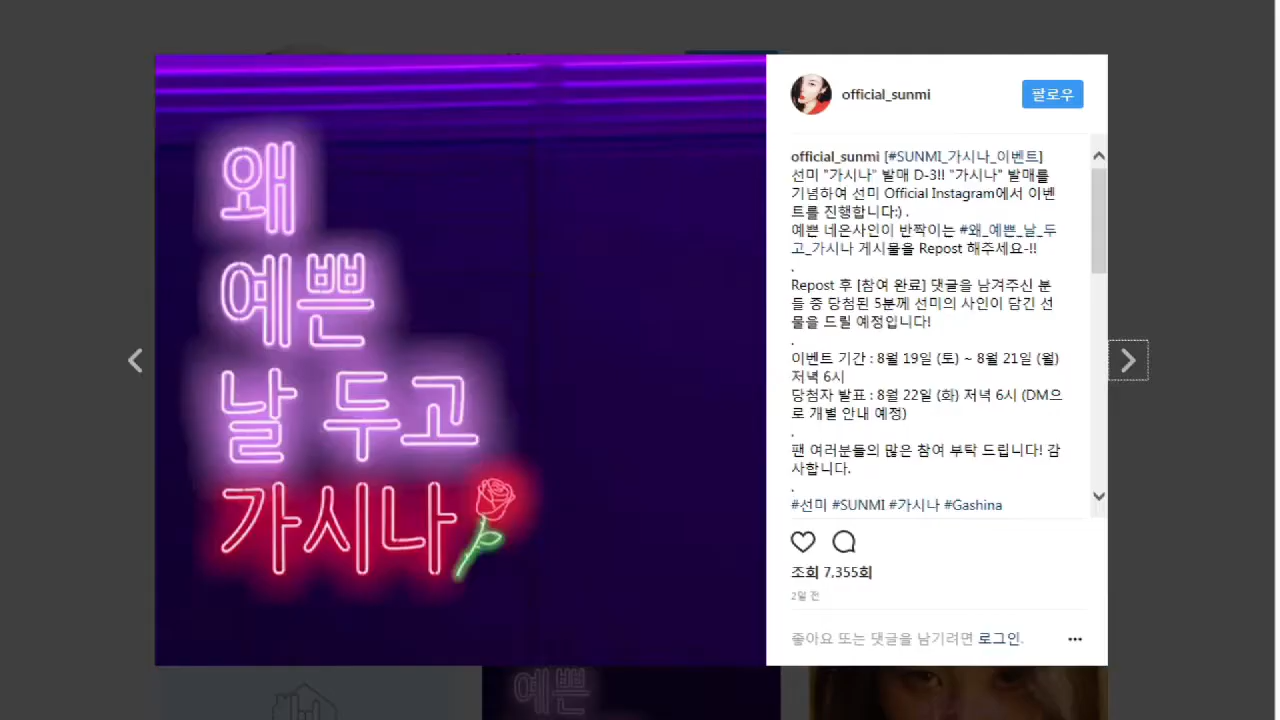 왜
예쁜
날 두고
가시나
official_sunmi
팔로우
official_sunmi [#SUNMI_가시나_이벤트]
선미 "가시나" 발매 D-3!! "가시나" 발매를
기념하여 선미 Official Instagram에서 이벤
트를 진행합니다:) .
예쁜 네온사인이 반짝이는 #왜_예쁜_날_두
고_가시나 게시물을 Repost 해주세요-!!
.
Repost 후 [참여 완료] 댓글을 남겨주신 분
들 중 당첨된 5분께 선미의 사인이 담긴 선
물을 드릴 예정입니다!
.
이벤트 기간 : 8월 19일 (토) ~ 8월 21일 (월)
저녁 6시
당첨자 발표 : 8월 22일 (화) 저녁 6시 (DM으
로 개별 안내 예정)
.
팬 여러분들의 많은 참여 부탁 드립니다! 감
사합니다.
.
#선미 #SUNMI #가시나 #Gashina
조회 7,355회
2일 전
좋아요 또는 댓글을 남기려면 로그인.
예쁜